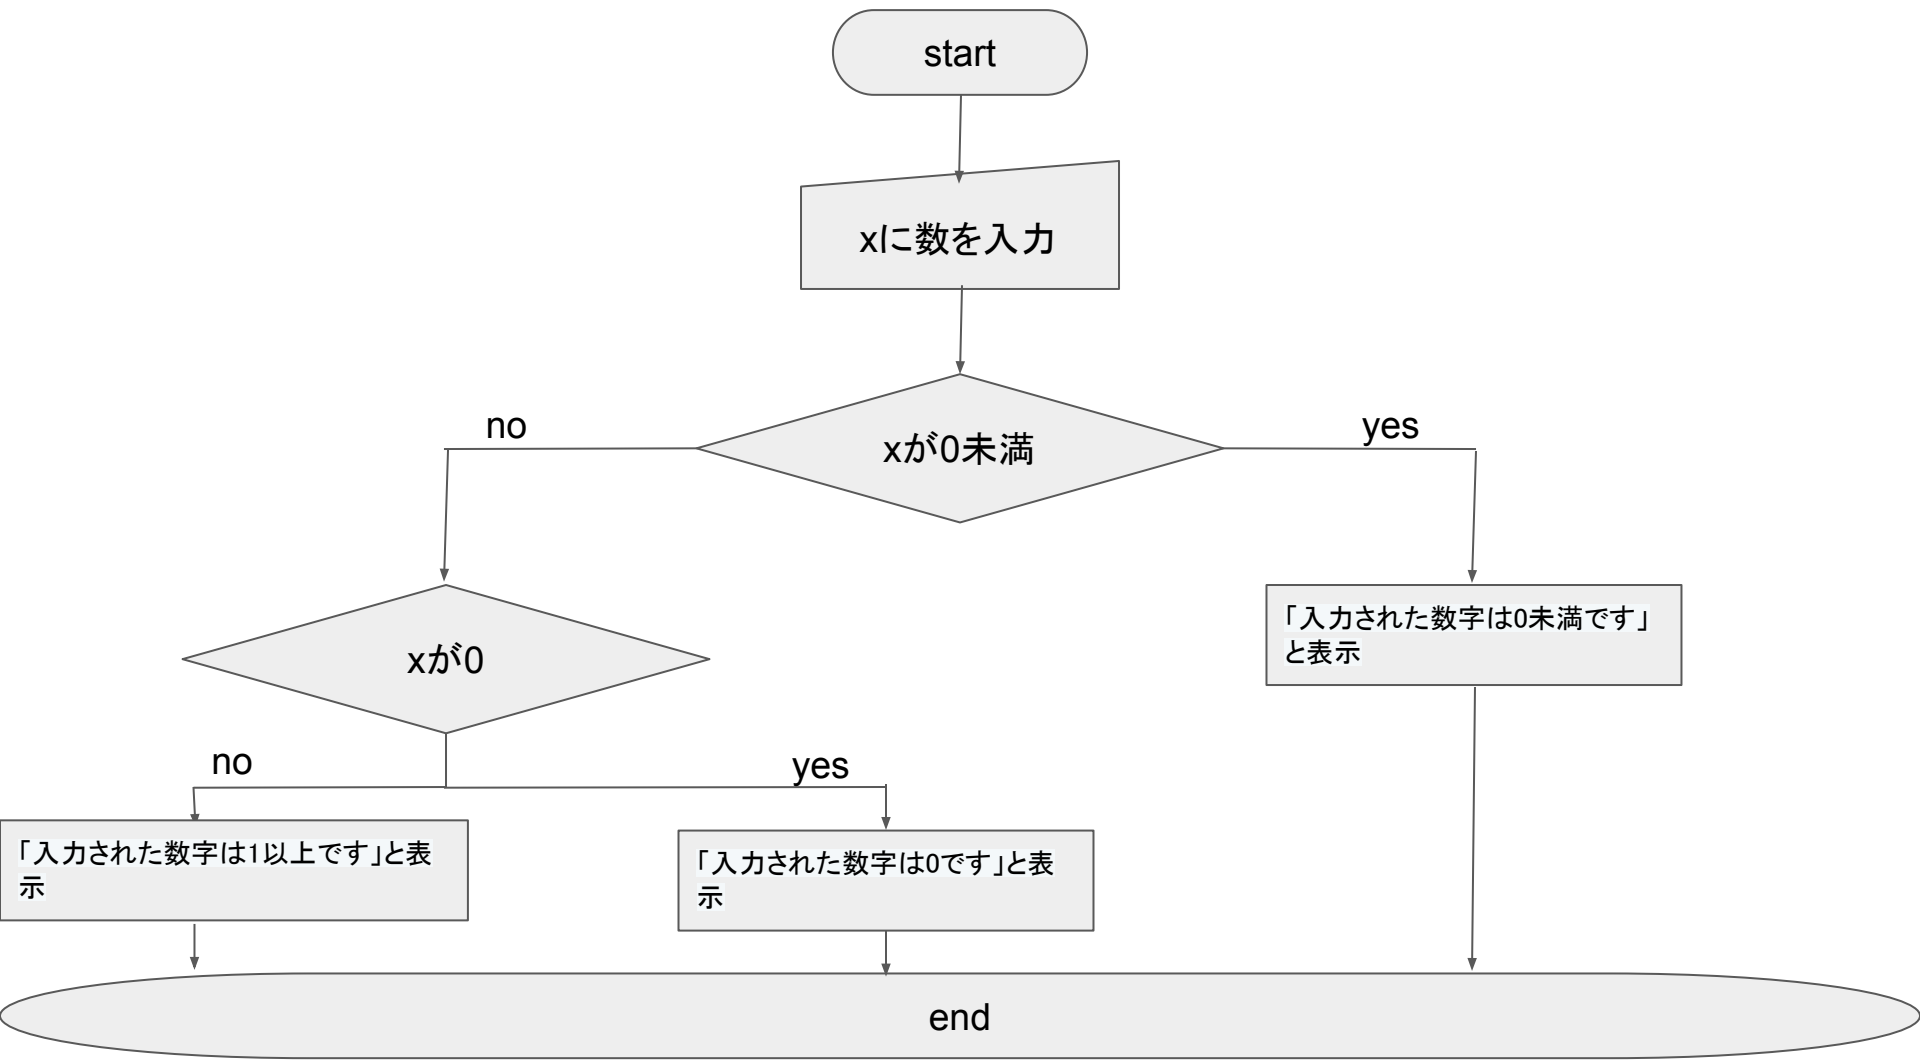 start
xに数を入力
no
yes
xが0未満
「入力された数字は0未満です」
と表示
xが0
no
yes
「入力された数字は1以上です」と表
示
「入力された数字は0です」と表
示
end